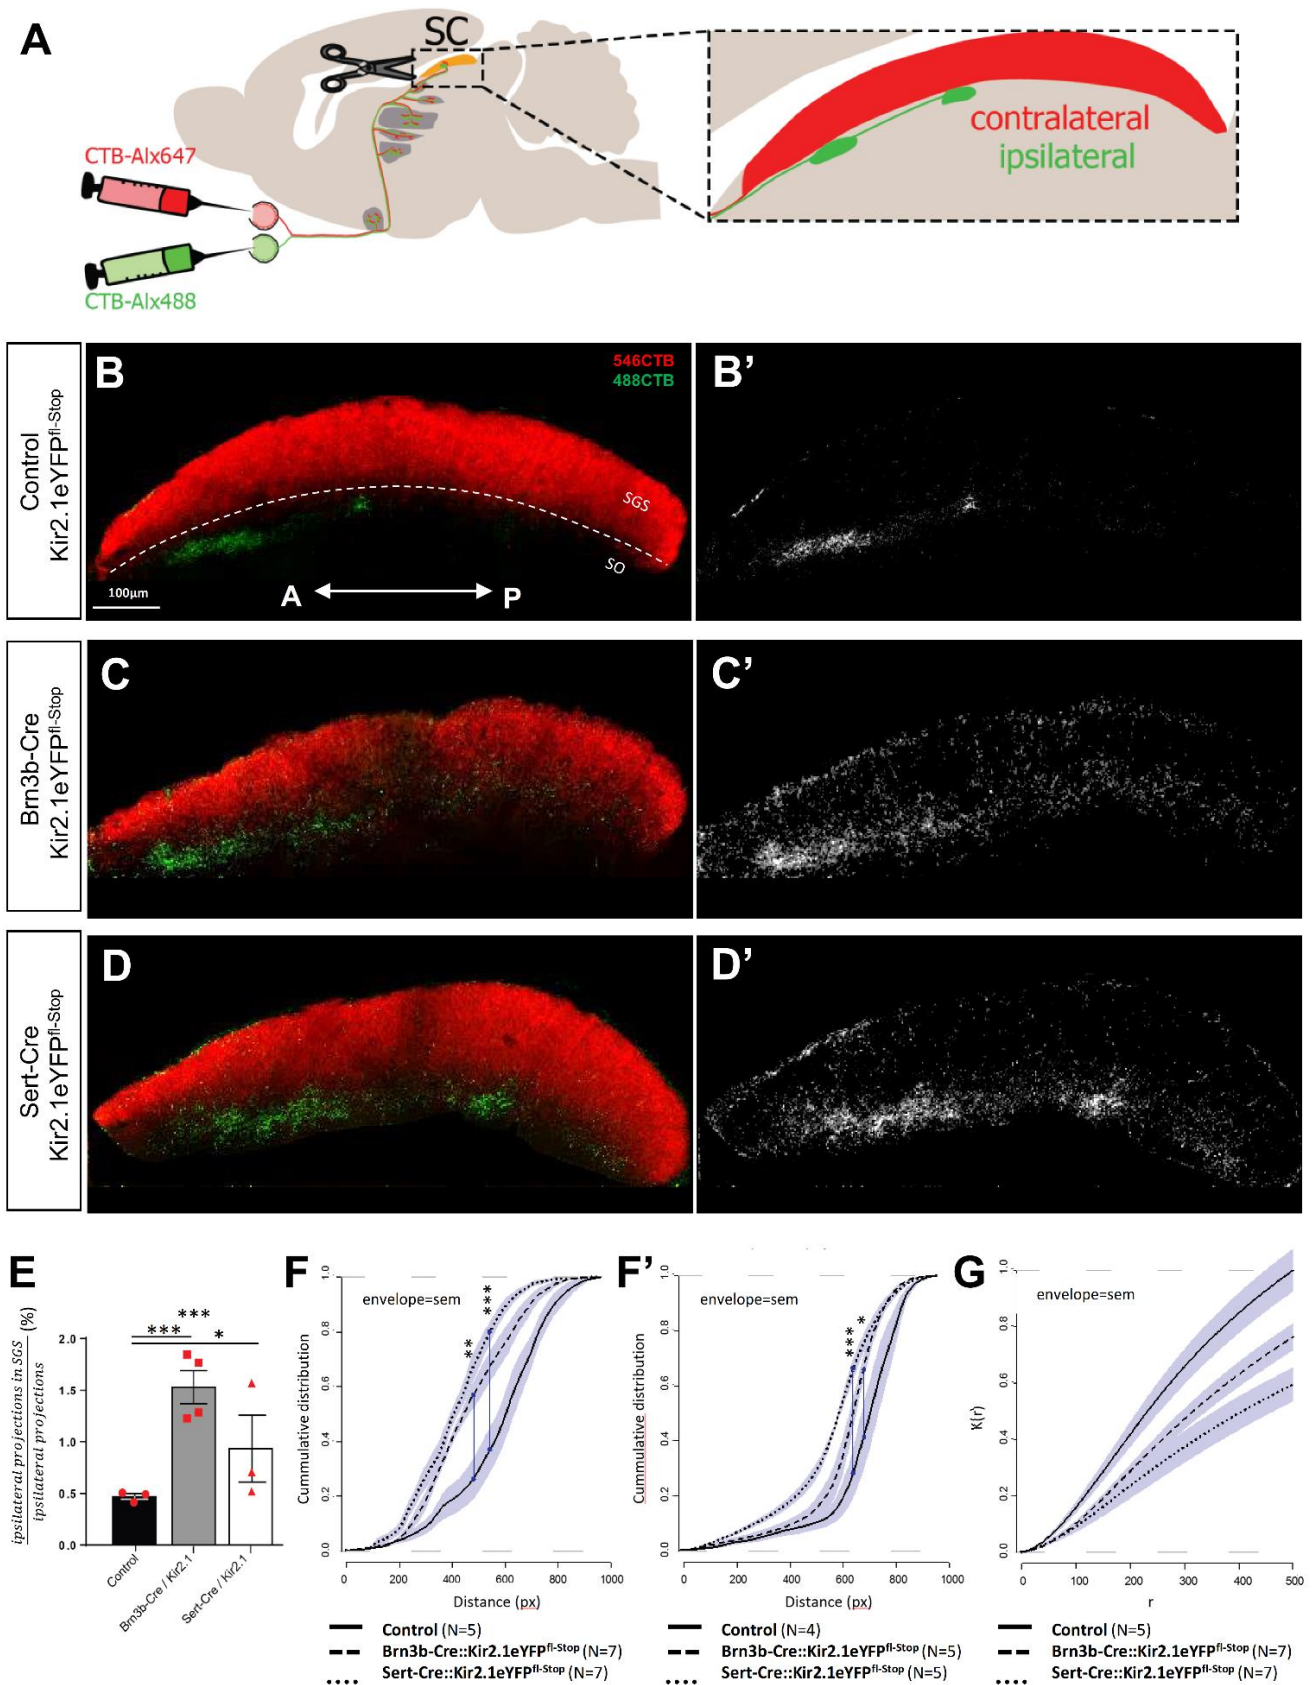 A
SC
CTB-Alx647
CTB-Alx488
contralateral
ipsilateral
Control
Kir2.1eYFPfl-Stop
B
546CTB
488CTB
SGS
SO
100µm
A
P
B’
Brn3b-Cre
Kir2.1eYFPfl-Stop
C
C’
Sert-Cre
Kir2.1eYFPfl-Stop
D
D’
E
ipsilateral projections in SGS
ipsilateral projections
(%)
***
***
*
2.0
1.5
1.0
0.5
0.0
Control
Brn3b-Cre / Kir2.1
Sert-Cre / Kir2.1
F
envelope=sem
**
***
Cummulative distribution
1.0
0.8
0.6
0.4
0.2
0.0
0 200 400 600 800 1000
Distance (px)
Control (N=5)
Brn3b-Cre::Kir2.1eYFPfl-Stop (N=7)
Sert-Cre::Kir2.1eYFPfl-Stop (N=7)
F’
envelope=sem
***
*
Cummulative distribution
1.0
0.8
0.6
0.4
0.2
0.0
0 200 400 600 800 1000
Distance (px)
Control (N=4)
Brn3b-Cre::Kir2.1eYFPfl-Stop (N=5)
Sert-Cre::Kir2.1eYFPfl-Stop (N=5)
G
envelope=sem
K(r)
1.0
0.8
0.6
0.4
0.2
0.0
0 100 200 300 400 500
r
Control (N=5)
Brn3b-Cre::Kir2.1eYFPfl-Stop (N=7)
Sert-Cre::Kir2.1eYFPfl-Stop (N=7)